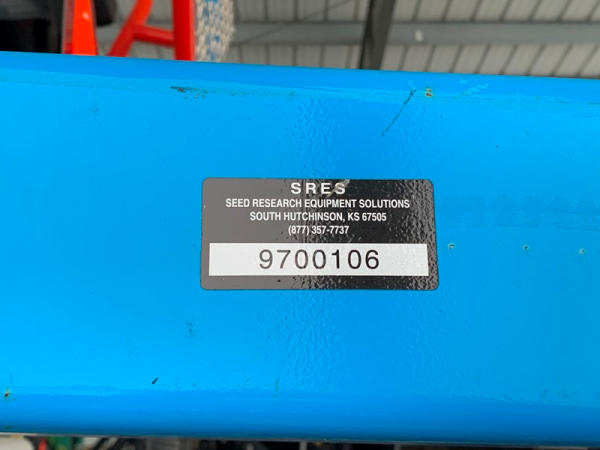 SRES
SEED RESEARCH EQUIPMENT SOLUTIONS
SOUTH HUTCHINSON, KS 67505
(877) 357-7737
9700106